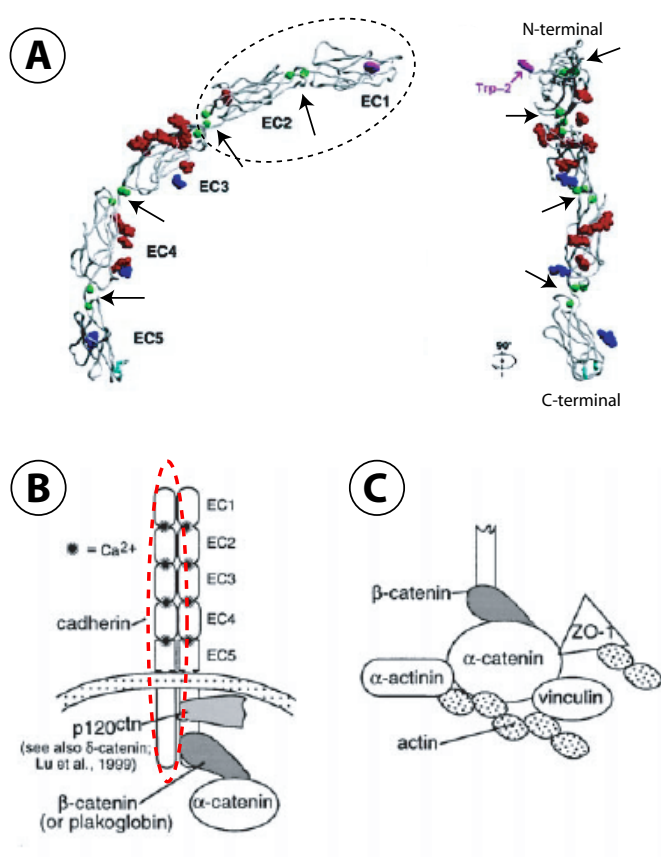 A
EC1
EC2
EC3
EC4
EC5
N-terminal
Trp-2
90°
C-terminal
B
EC1
EC2
EC3
EC4
EC5
= Ca2+
cadherin
p120ctn
(see also δ-catenin;
Lu et al., 1999)
β-catenin
(or plakoglobin)
α-catenin
C
β-catenin
ZO-1
α-catenin
α-actinin
vinculin
actin